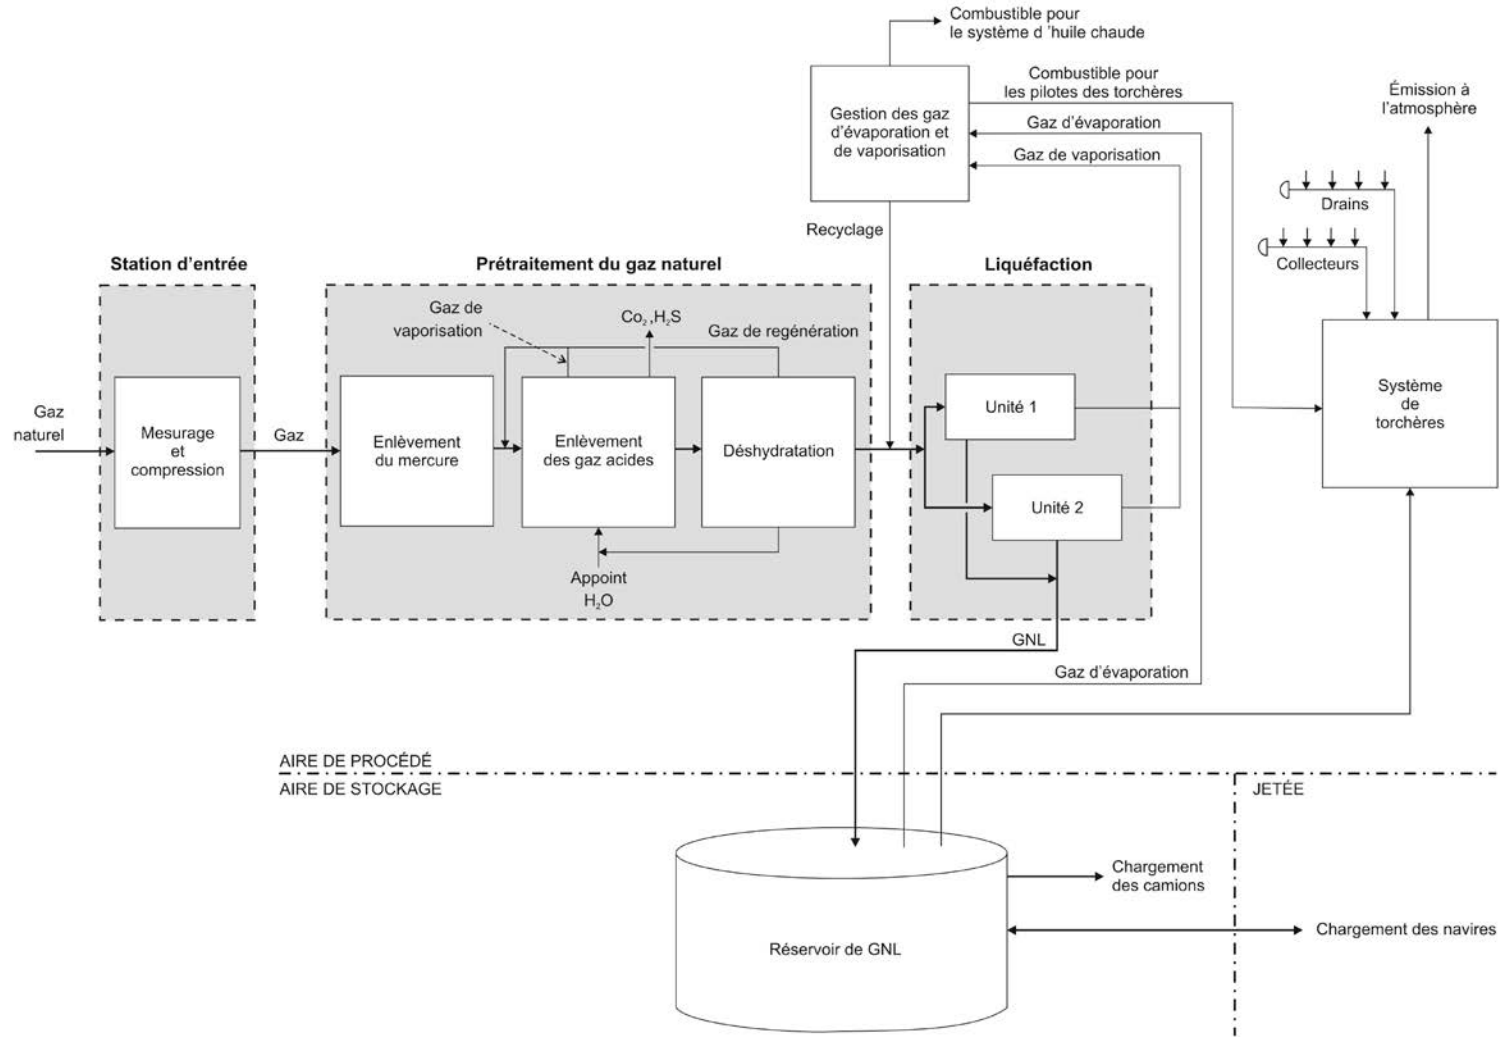 Combustible pour
le système d 'huile chaude
Combustible pour
les pilotes des torchères
Émission à
l'atmosphère
Gestion des gaz
d'évaporation et
de vaporisation
Gaz d'évaporation
Gaz de vaporisation
Drains
Recyclage
Collecteurs
Station d'entrée
Prétraitement du gaz naturel
Liquéfaction
Gaz de
vaporisation
Co₂,H₂S
Gaz de regénération
Gaz
naturel
Mesurage
et
compression
Gaz
Enlèvement
du mercure
Enlèvement
des gaz acides
Déshydratation
Unité 1
Unité 2
Système
de
torchères
Appoint
H₂O
GNL
Gaz d'évaporation
AIRE DE PROCÉDÉ
AIRE DE STOCKAGE
JETÉE
Chargement
des camions
Réservoir de GNL
Chargement des navires